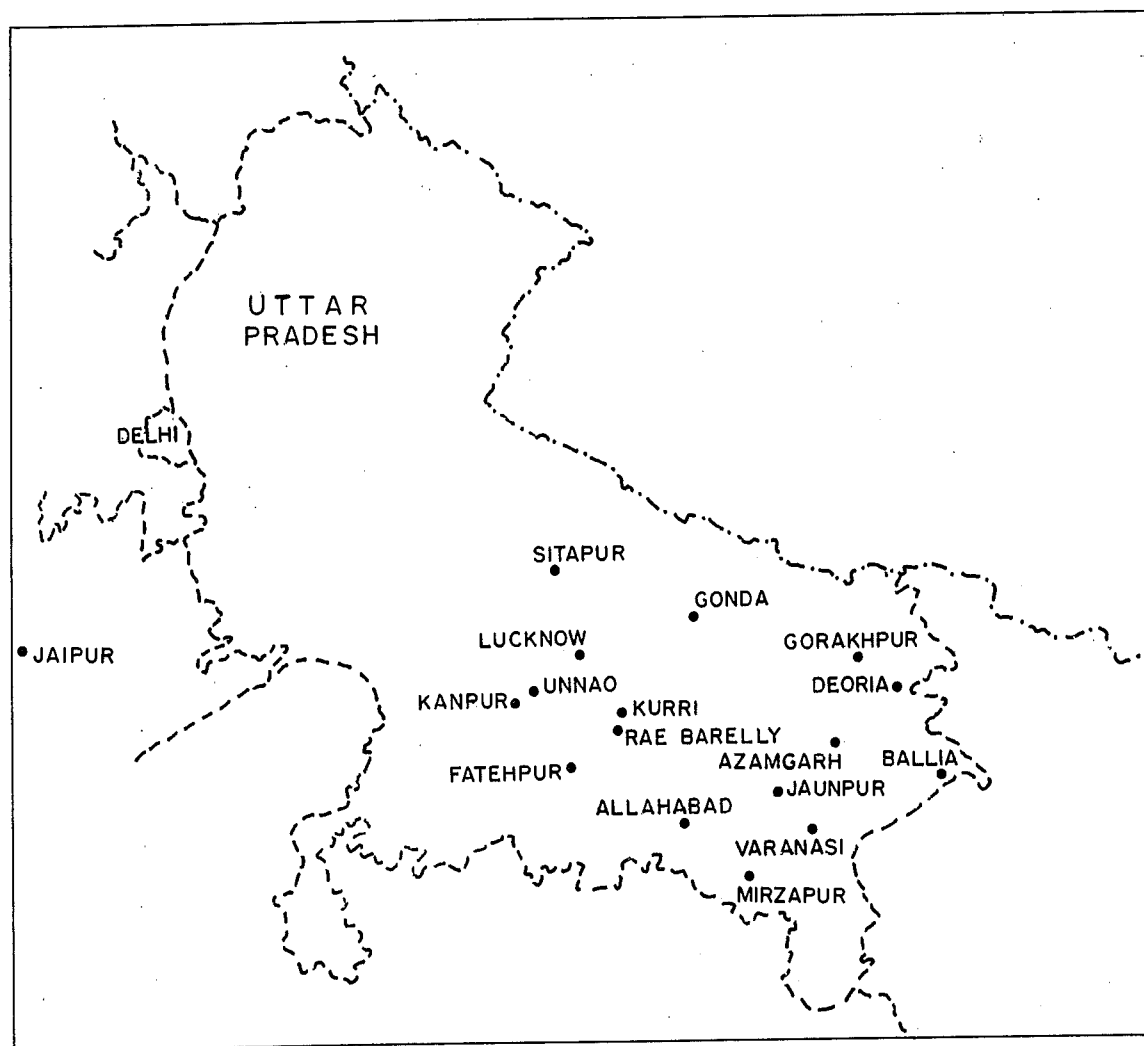 UTTAR
PRADESH
DELHI
SITAPUR
GONDA
LUCKNOW
GORAKHPUR
JAIPUR
DEORIA
UNNAO
KANPUR
KURRI
RAE BARELLY
AZAMGARH
BALLIA
FATEHPUR
JAUNPUR
ALLAHABAD
VARANASI
MIRZAPUR